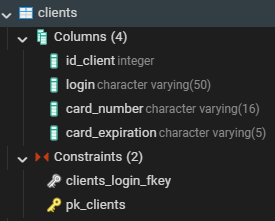 clients
Columns (4)
id_client integer
login character varying(50)
card_number character varying(16)
card_expiration character varying(5)
Constraints (2)
clients_login_fkey
pk_clients